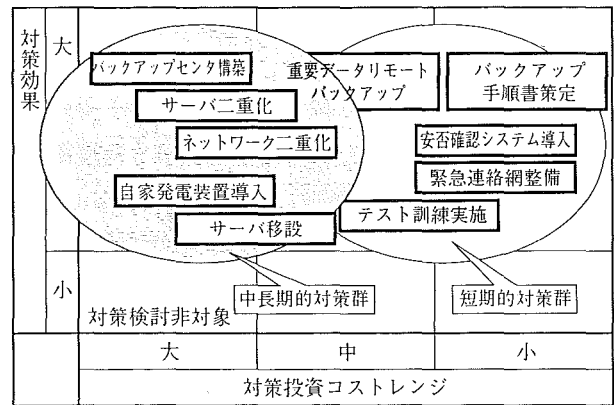 対策効果
大
バックアップセンタ構築
重要データリモート
バックアップ
バックアップ
手順書策定
サーバ二重化
ネットワーク二重化
安否確認システム導入
緊急連絡網整備
自家発電装置導入
テスト訓練実施
サーバ移設
小
中長期的対策群
短期的対策群
対策検討非対象
大
中
小
対策投資コストレンジ